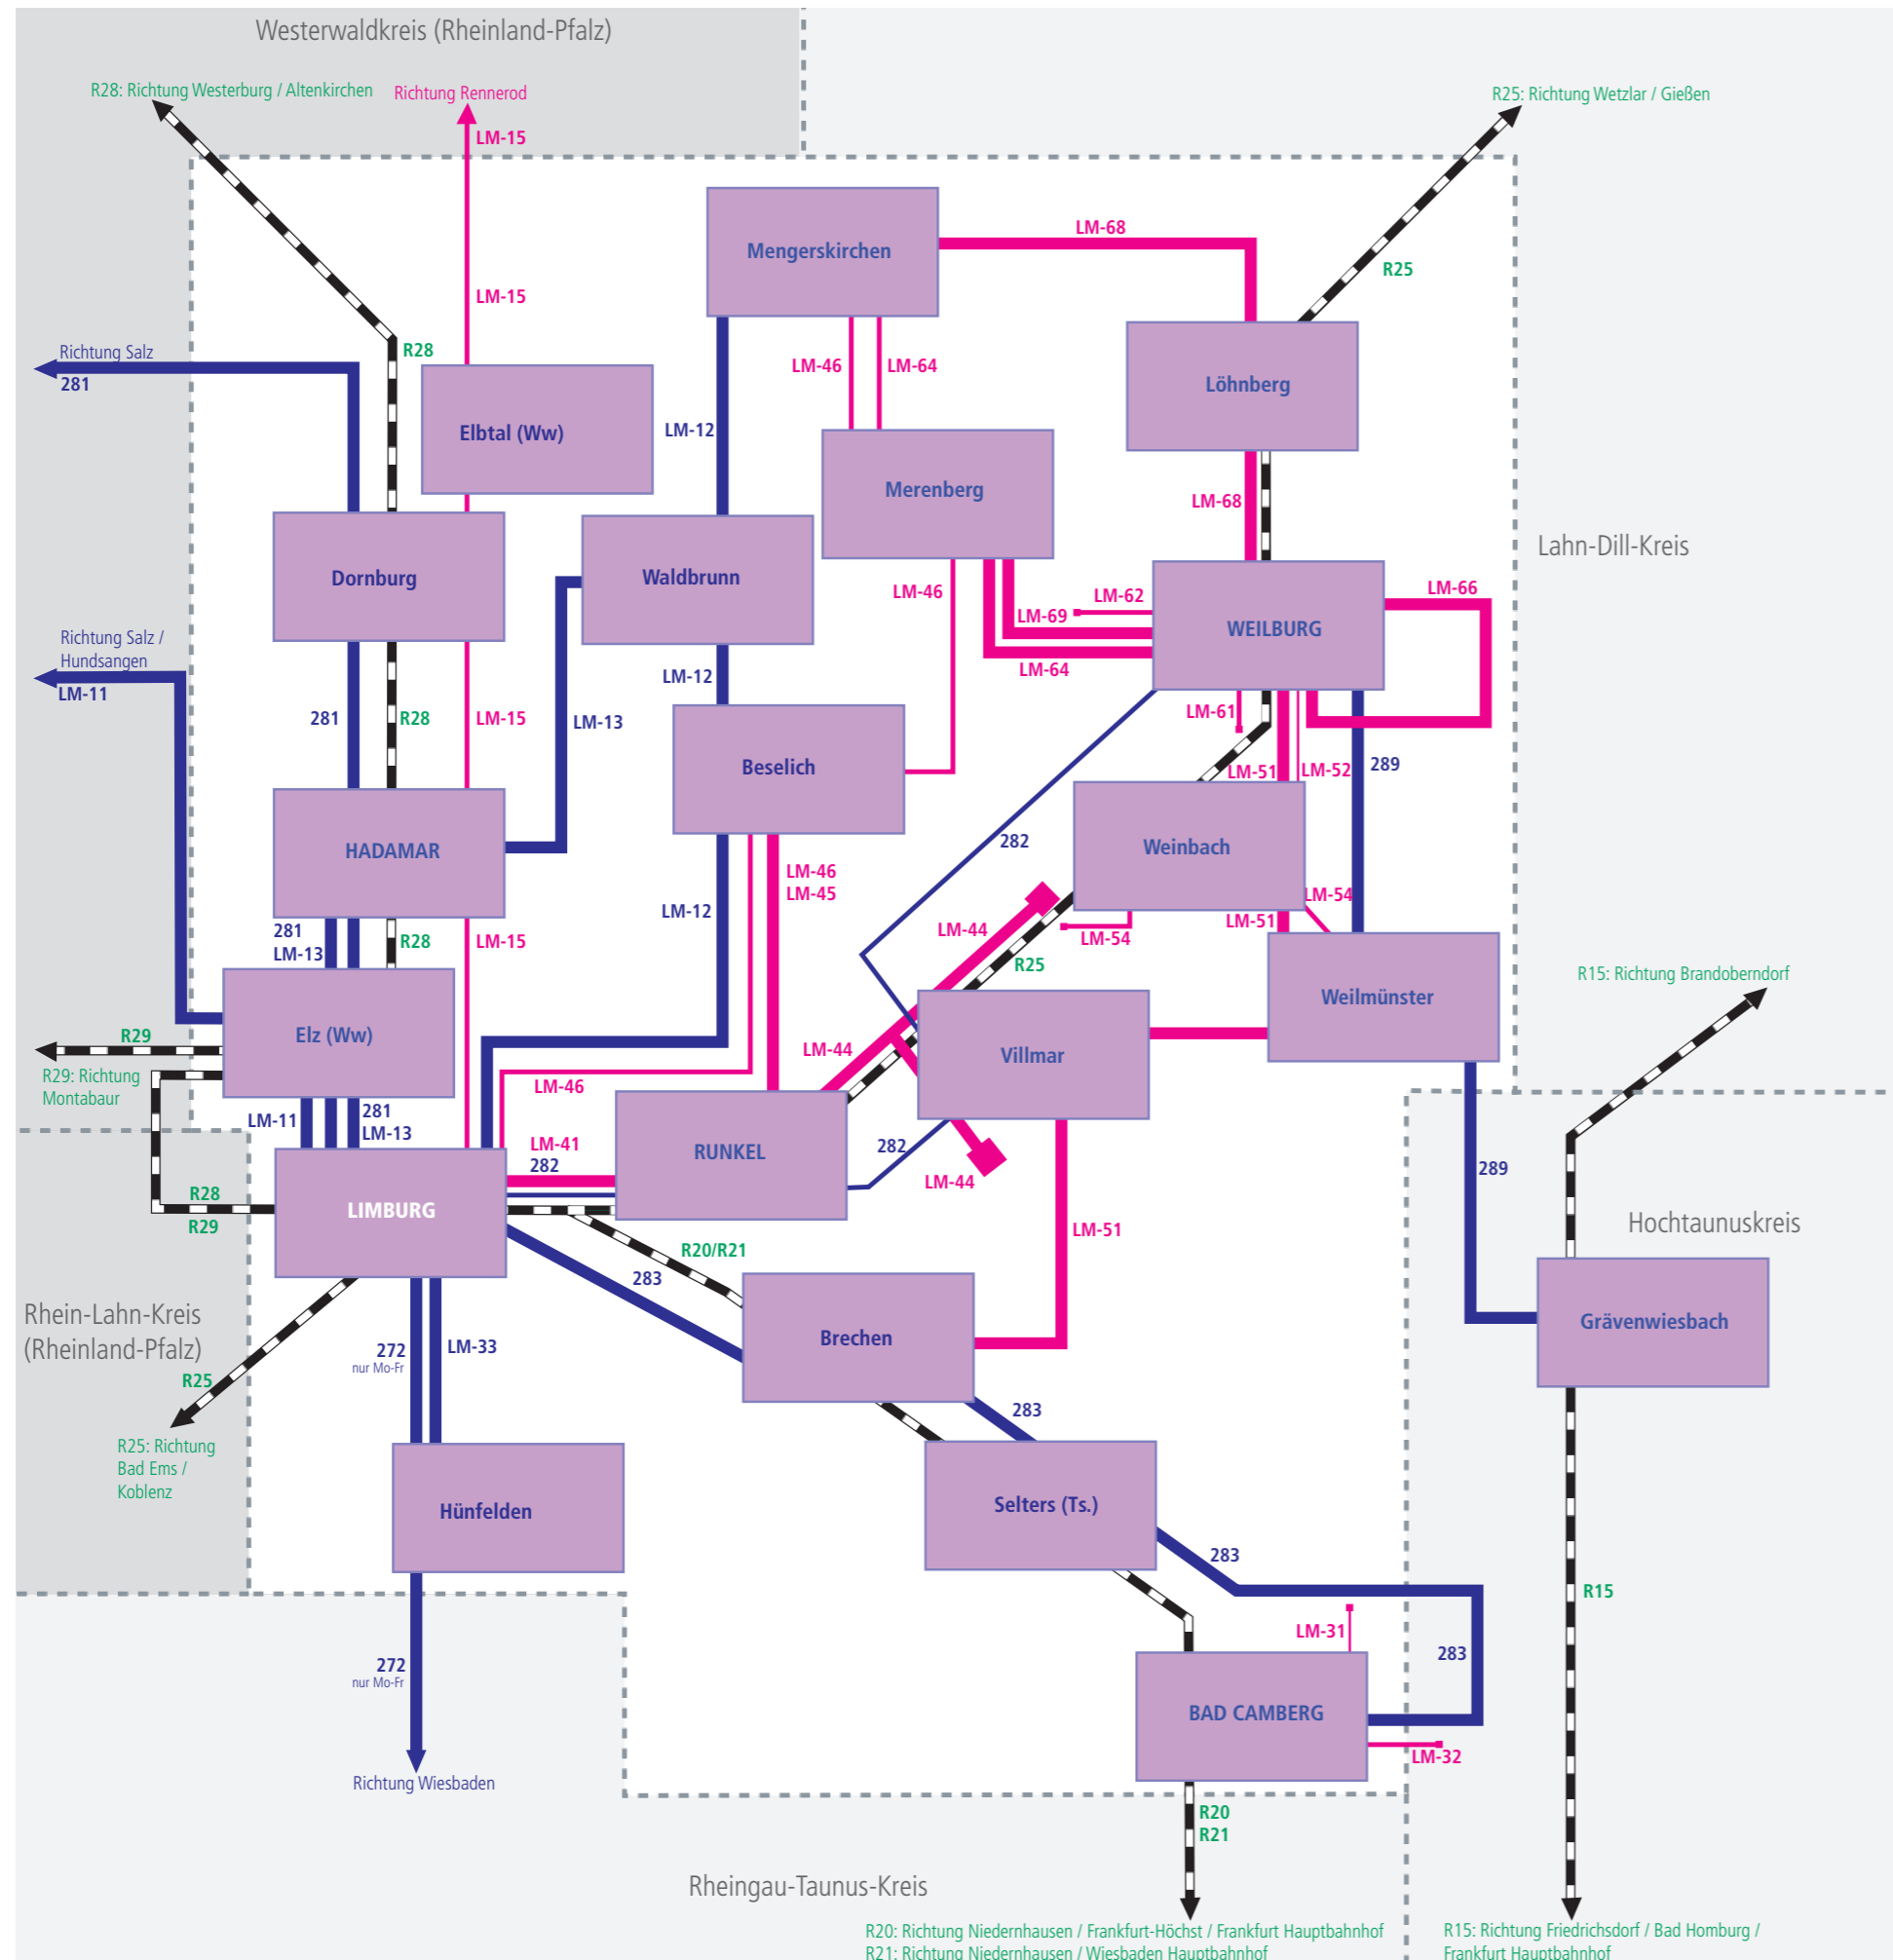 Westerwaldkreis (Rheinland-Pfalz)
R28: Richtung Westerburg / Altenkirchen
Richtung Rennerod
R25: Richtung Wetzlar / Gießen
LM-15
Mengerskirchen
LM-68
R25
LM-15
R28
Richtung Salz
281
LM-46
LM-64
Löhnberg
Elbtal (Ww)
LM-12
Merenberg
LM-68
Lahn-Dill-Kreis
Dornburg
Waldbrunn
LM-46
LM-62
LM-66
LM-69
WEILBURG
Richtung Salz /
Hundsangen
LM-11
LM-64
LM-12
281
R28
LM-15
LM-13
LM-61
Beselich
LM-51
LM-52
289
HADAMAR
282
Weinbach
LM-46
LM-45
LM-54
LM-12
LM-51
281
LM-13
R28
LM-15
LM-44
LM-54
R25
R15: Richtung Brandoberndorf
Weilmünster
Elz (Ww)
R29
LM-44
Villmar
R29: Richtung
Montabaur
LM-46
LM-11
281
LM-13
LM-41
282
RUNKEL
282
LM-44
289
R28
R29
LIMBURG
LM-51
Hochtaunuskreis
R20/R21
283
Rhein-Lahn-Kreis
(Rheinland-Pfalz)
Brechen
Grävenwiesbach
272
nur Mo-Fr
LM-33
R25
283
R25: Richtung
Bad Ems /
Koblenz
Hünfelden
Selters (Ts.)
283
R15
LM-31
283
272
nur Mo-Fr
BAD CAMBERG
LM-32
Richtung Wiesbaden
R20
R21
Rheingau-Taunus-Kreis
R20: Richtung Niedernhausen / Frankfurt-Höchst / Frankfurt Hauptbahnhof
R21: Richtung Niedernhausen / Wiesbaden Hauptbahnhof
R15: Richtung Friedrichsdorf / Bad Homburg /
Frankfurt Hauptbahnhof